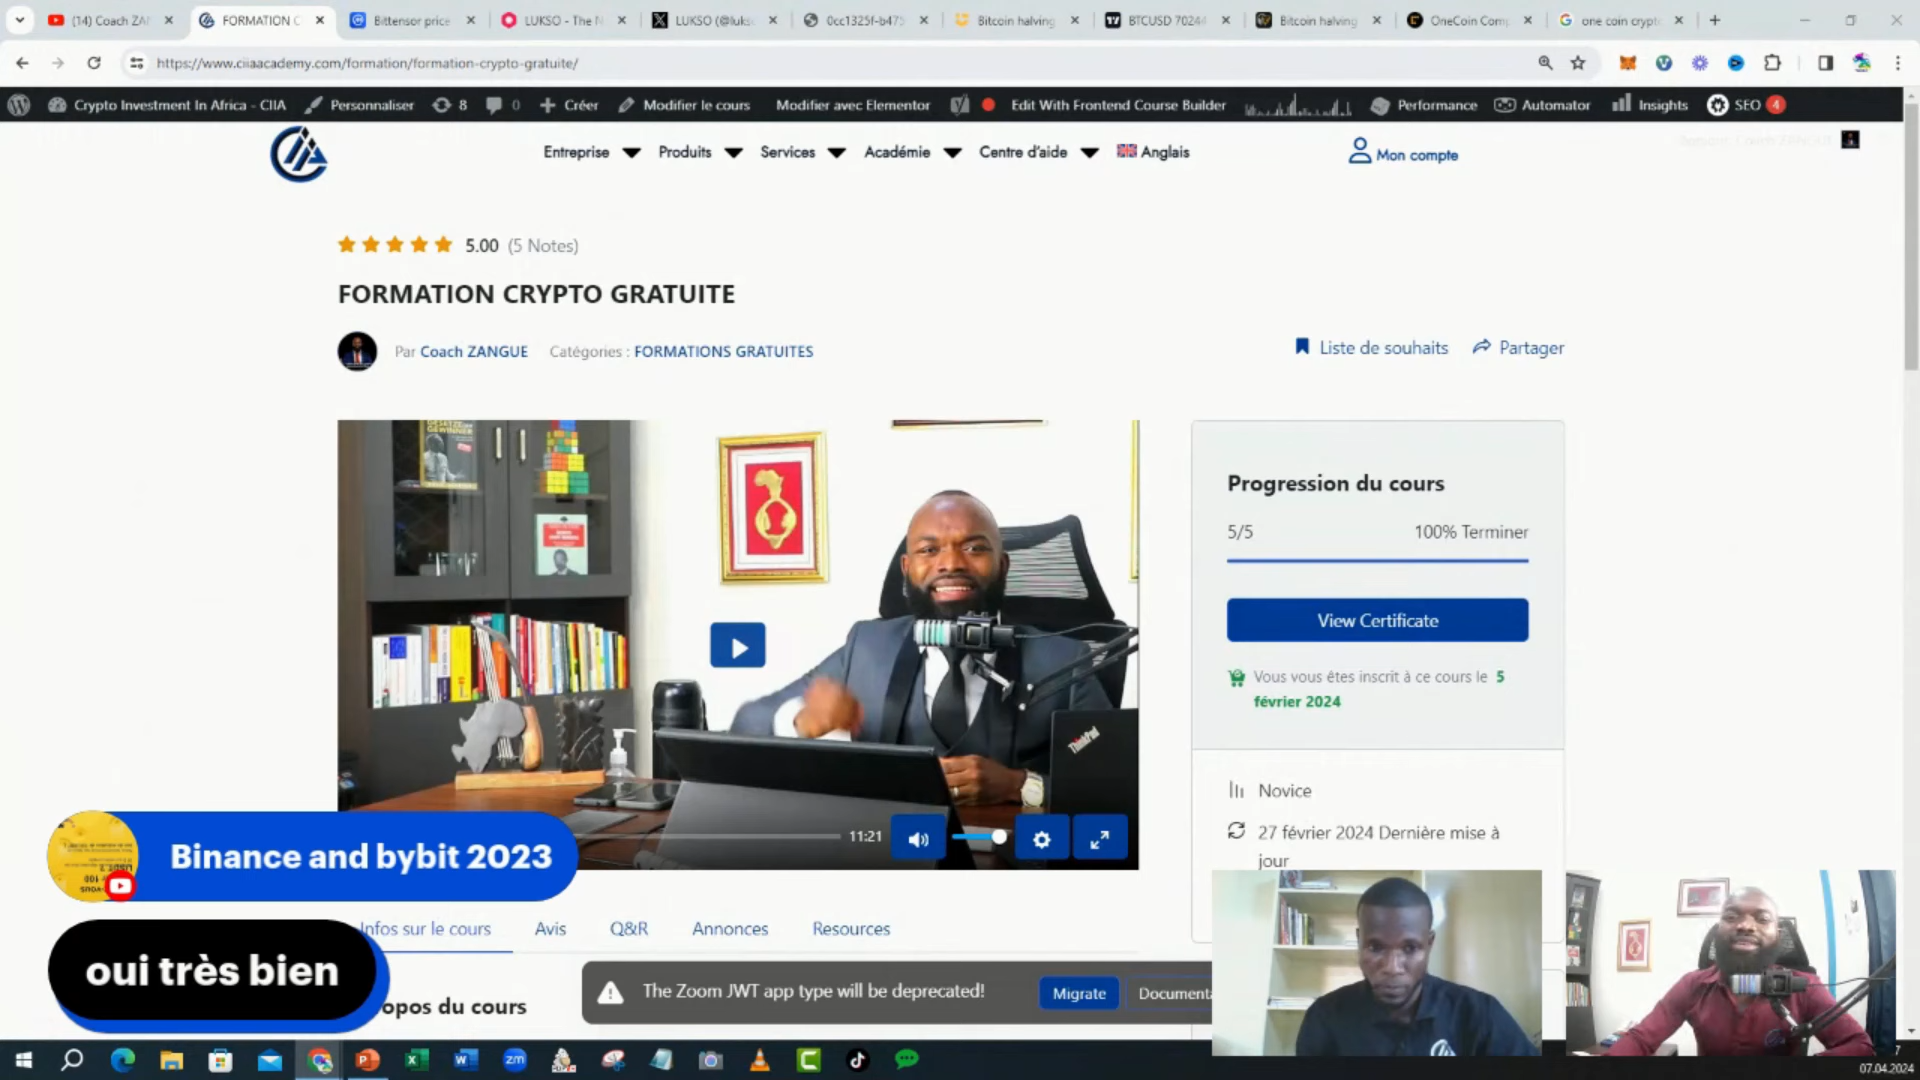 (14) Coach ZAN
FORMATION C
Bittensor price
LUKSO - The N
LUKSO (@luks
0cc1325f-b475
Bitcoin halving
BTCUSD 70244
Bitcoin halving
OneCoin Com
one coin crypt
https://www.ciiaacademy.com/formation/formation-crypto-gratuite/
Crypto Investment In Africa - CIIA
Personnaliser
8
0
Créer
Modifier le cours
Modifier avec Elementor
Edit With Frontend Course Builder
Performance
Automator
Insights
SEO
4
Entreprise
Produits
Services
Académie
Centre d'aide
Anglais
Mon compte
5.00 (5 Notes)
FORMATION CRYPTO GRATUITE
Par Coach ZANGUE
Catégories : FORMATIONS GRATUITES
Liste de souhaits
Partager
GEWINNER
ThinkPad
11:21
Progression du cours
5/5
100% Terminer
View Certificate
Vous vous êtes inscrit à ce cours le 5
février 2024
Novice
27 février 2024 Dernière mise à
jour
Binance and bybit 2023
oui très bien
Infos sur le cours
Avis
Q&R
Annonces
Resources
opos du cours
The Zoom JWT app type will be deprecated!
Migrate
Documenta
07.04.2024